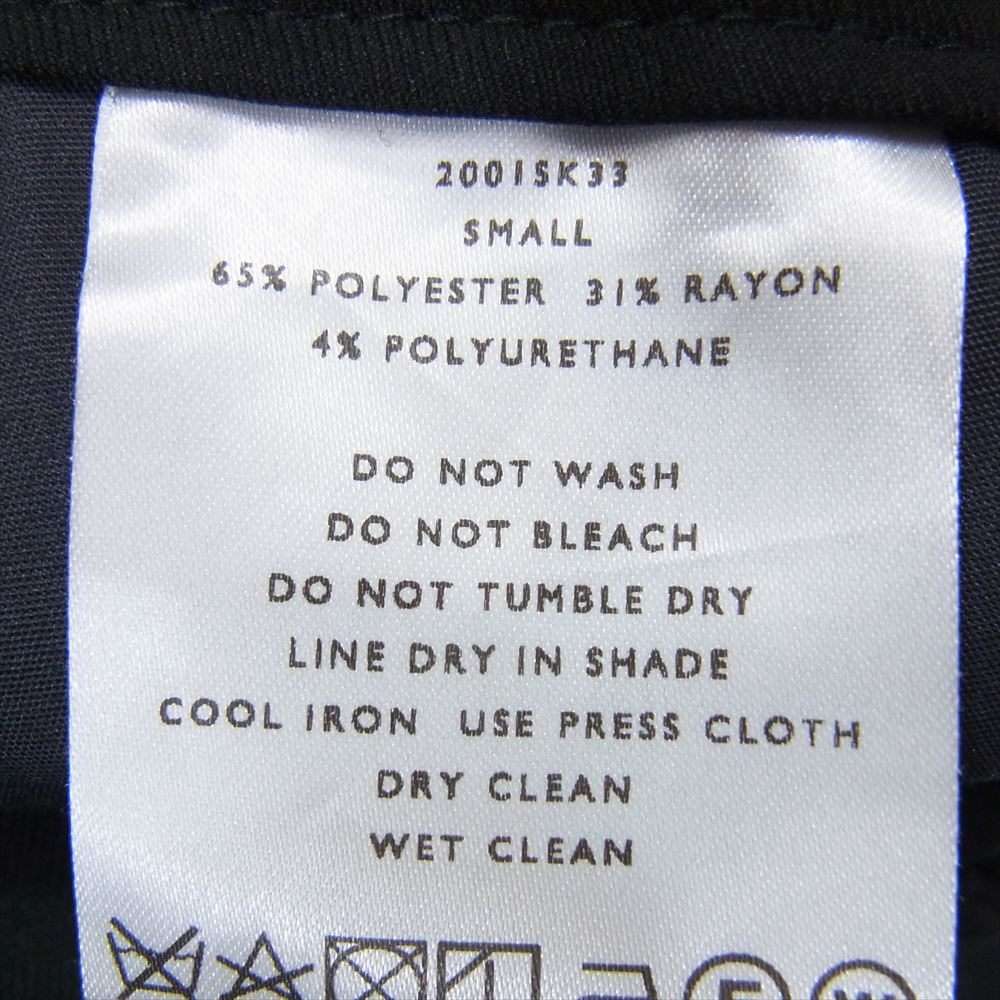 2001SK33
SMALL
65% POLYESTER 31% RAYON
4% POLYURETHANE
DO NOT WASH
DO NOT BLEACH
DO NOT TUMBLE DRY
LINE DRY IN SHADE
COOL IRON USE PRESS CLOTH
DRY CLEAN
WET CLEAN